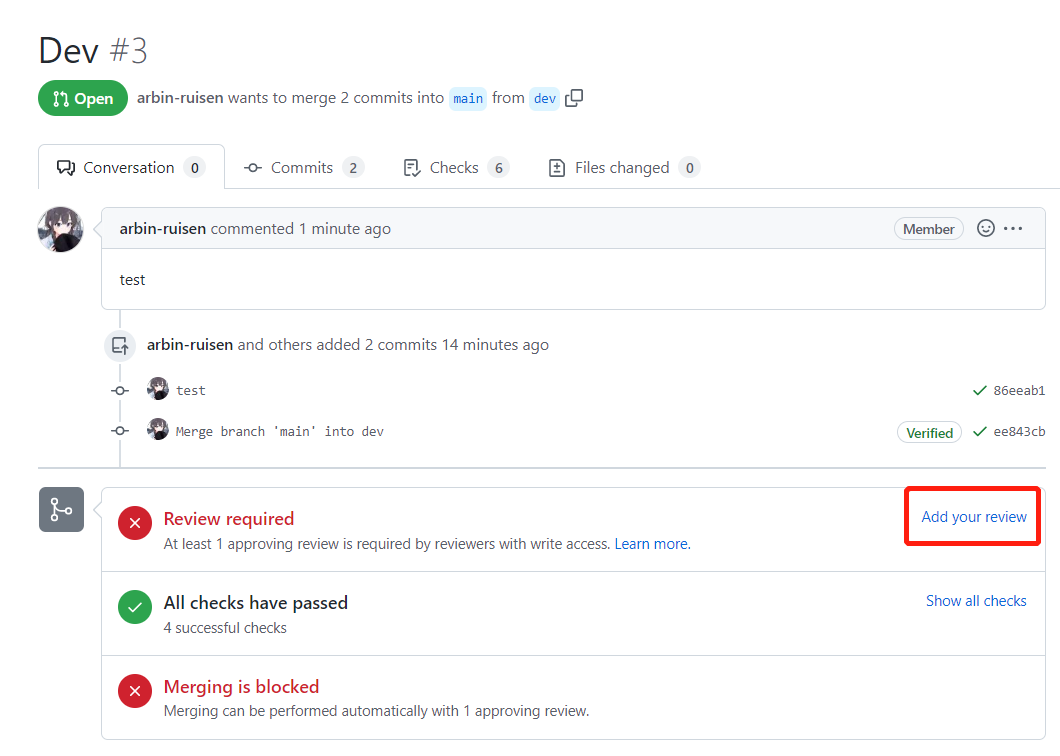 Dev #3
Open arbin-ruisen wants to merge 2 commits into main from dev
Conversation 0 Commits 2 Checks 6 Files changed 0
arbin-ruisen commented 1 minute ago Member
test
arbin-ruisen and others added 2 commits 14 minutes ago
test 86eeab1
Merge branch 'main' into dev Verified ee843cb
Review required Add your review
At least 1 approving review is required by reviewers with write access. Learn more.
All checks have passed Show all checks
4 successful checks
Merging is blocked
Merging can be performed automatically with 1 approving review.